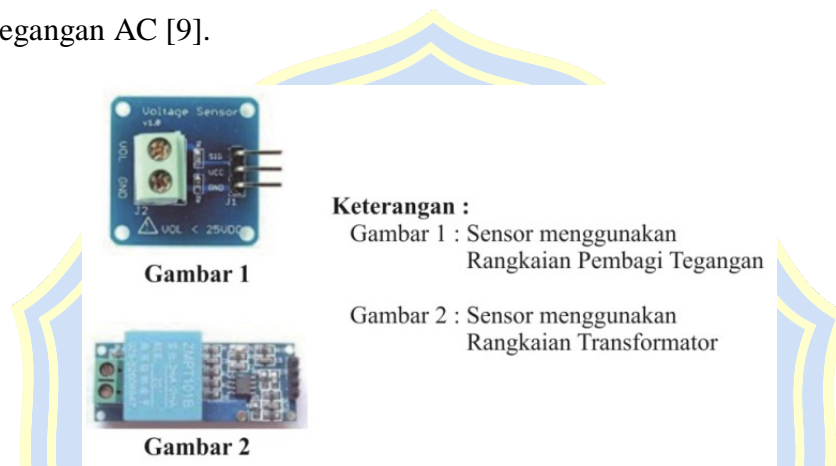 egangan AC [9].
Voltage Sensor
v1.0
VOL
GND
SIG
VCC
GND
J2
J1
VOL < 25VDC
Gambar 1
Keterangan :
Gambar 1 : Sensor menggunakan
Rangkaian Pembagi Tegangan
Gambar 2 : Sensor menggunakan
Rangkaian Transformator
ZMPT101B
Gambar 2